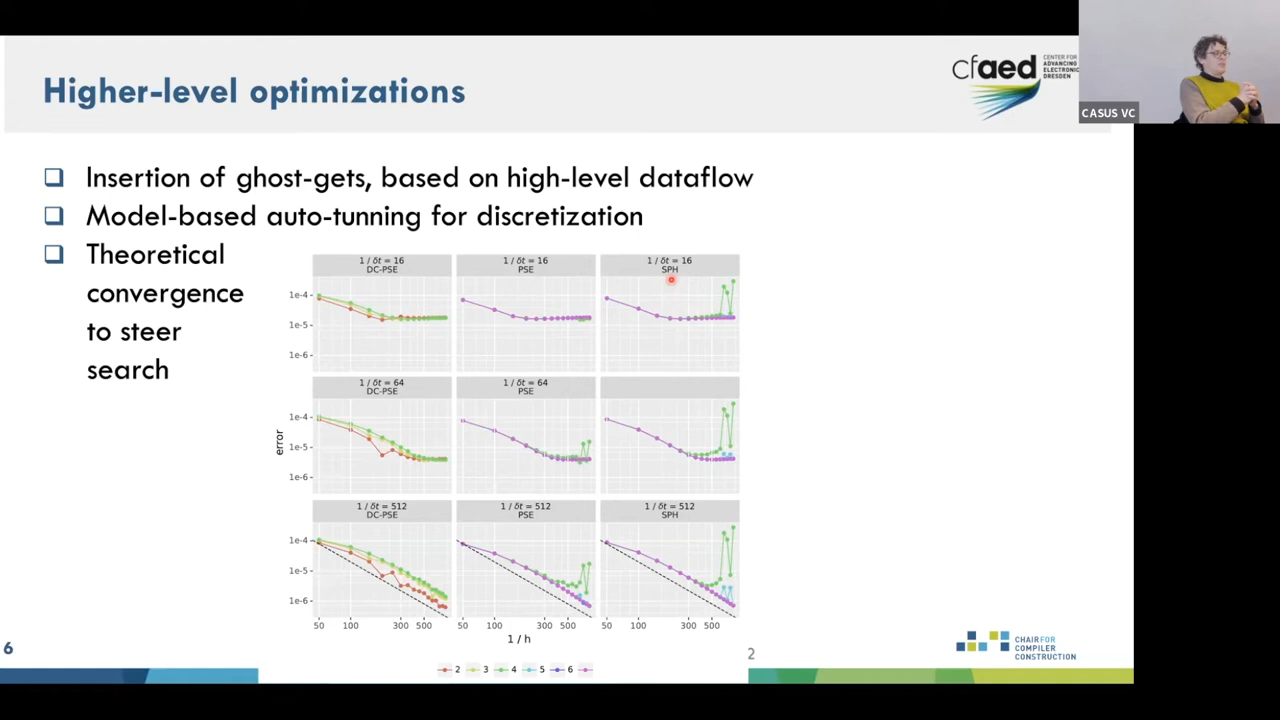 Higher-level optimizations
cfaed
CENTER FOR
ADVANCING
ELECTRONIC
DRESDEN
CASUS VC
Insertion of ghost-gets, based on high-level dataflow
Model-based auto-tunning for discretization
Theoretical
convergence
to steer
search
1 / δt = 16
DC-PSE
1 / δt = 16
PSE
1 / δt = 16
SPH
1e-4
1e-5
1e-6
1 / δt = 64
DC-PSE
1 / δt = 64
PSE
1e-4
1e-5
1e-6
error
1 / δt = 512
DC-PSE
1 / δt = 512
PSE
1 / δt = 512
SPH
1e-4
1e-5
1e-6
50 100 300 500 50 100 300 500 50 100 300 500
1 / h
2 3 4 5 6
6
2
CHAIR FOR
COMPILER
CONSTRUCTION